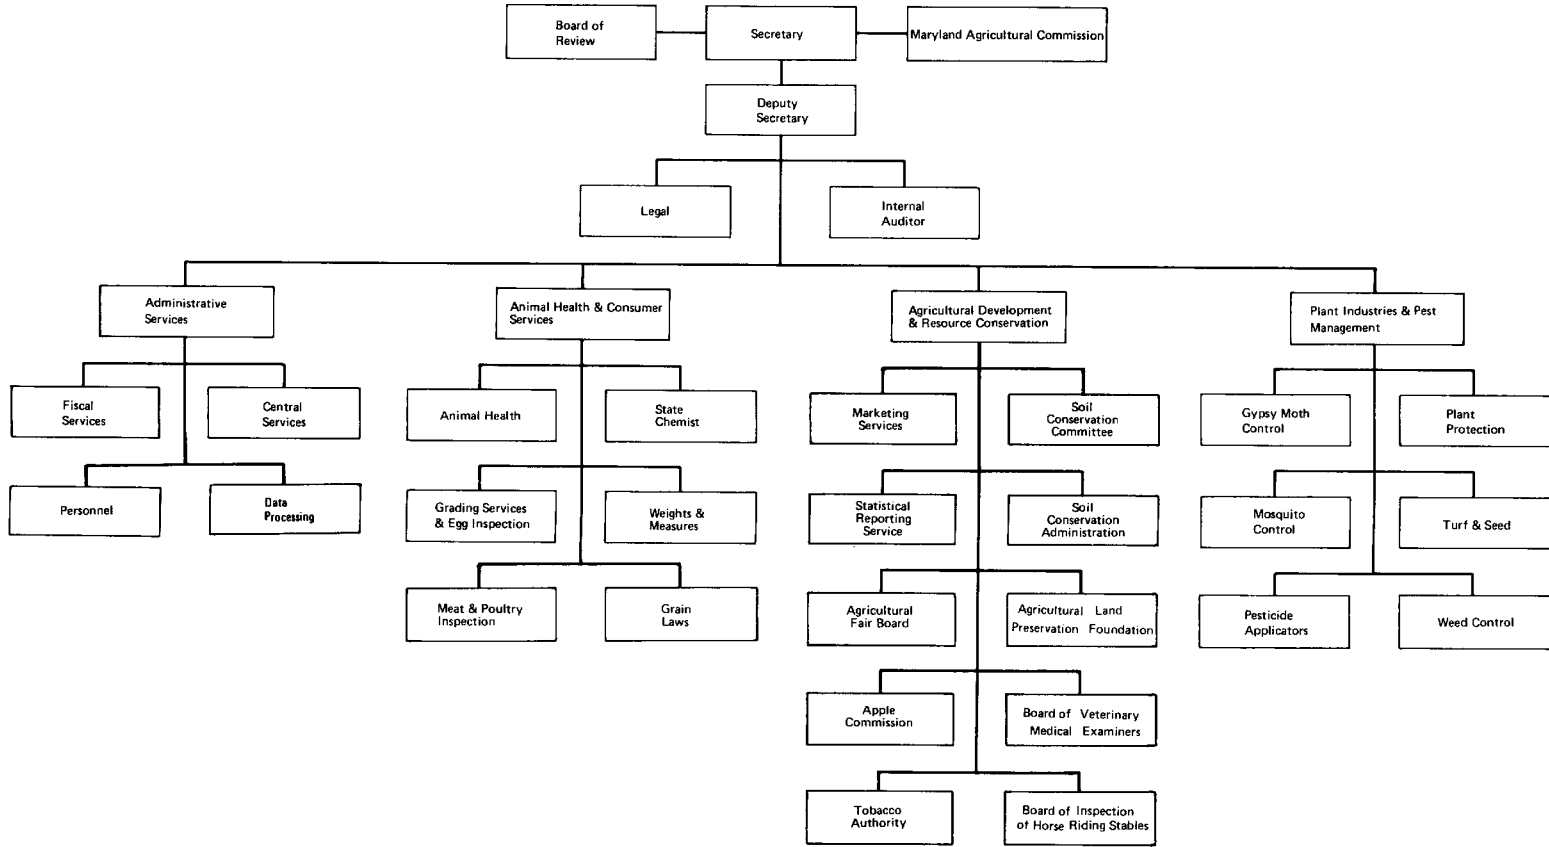 Board of
Review
Secretary
Maryland Agricultural Commission
Deputy
Secretary
Legal
Internal
Auditor
Administrative
Services
Animal Health & Consumer
Services
Agricultural Development
& Resource Conservation
Plant Industries & Pest
Management
Fiscal
Services
Central
Services
Animal Health
State
Chemist
Marketing
Services
Soil
Conservation
Committee
Gypsy Moth
Control
Plant
Protection
Personnel
Data
Processing
Grading Services
& Egg Inspection
Weights &
Measures
Statistical
Reporting
Service
Soil
Conservation
Administration
Mosquito
Control
Turf & Seed
Meat & Poultry
Inspection
Grain
Laws
Agricultural
Fair Board
Agricultural Land
Preservation Foundation
Pesticide
Applicators
Weed Control
Apple
Commission
Board of Veterinary
Medical Examiners
Tobacco
Authority
Board of Inspection
of Horse Riding Stables